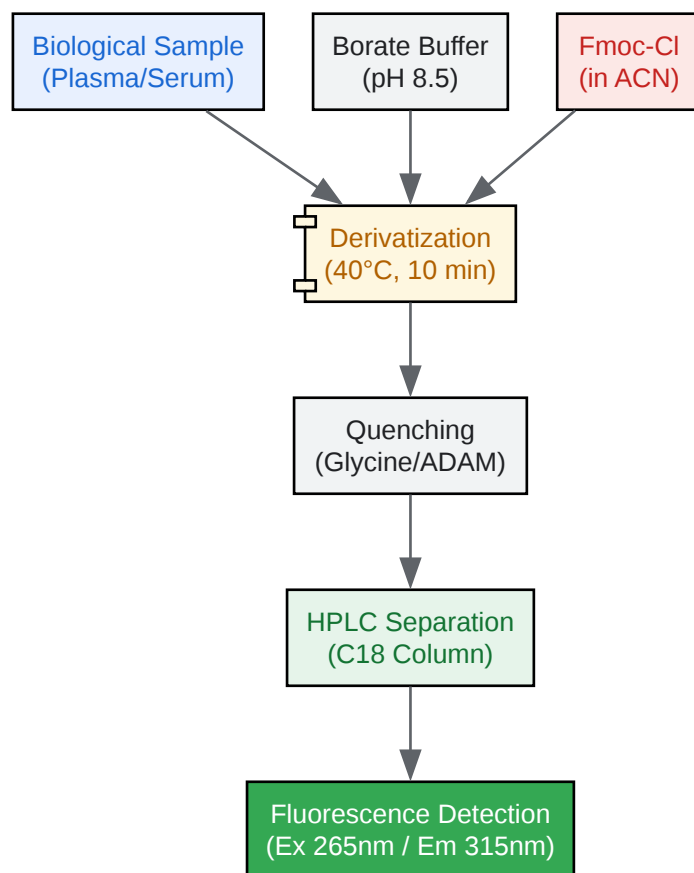 Biological Sample
(Plasma/Serum)
Borate Buffer
(pH 8.5)
Fmoc-Cl
(in ACN)
Derivatization
(40°C, 10 min)
Quenching
(Glycine/ADAM)
HPLC Separation
(C18 Column)
Fluorescence Detection
(Ex 265nm / Em 315nm)